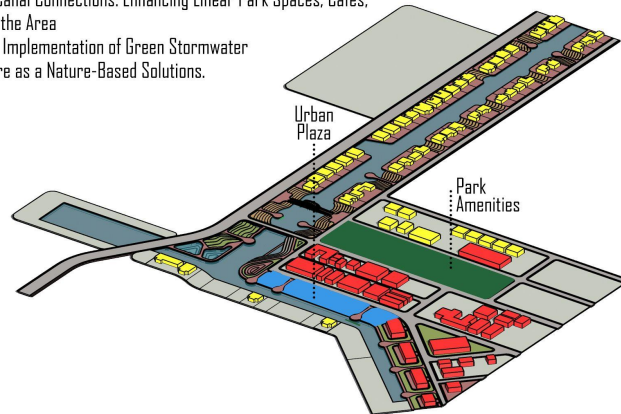 Canal Connections: Enhancing Linear Park Spaces, Cafes,
the Area
Implementation of Green Stormwater
re as a Nature-Based Solutions.
Urban
Plaza
Park
Amenities